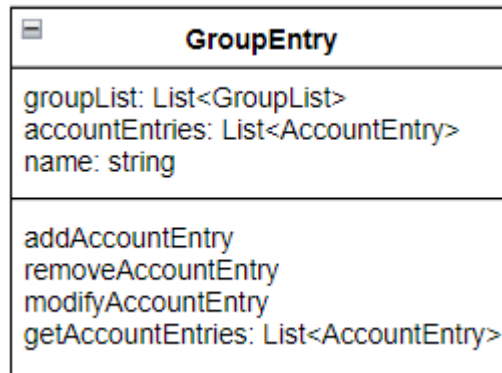 GroupEntry
groupList: List<GroupList>
accountEntries: List<AccountEntry>
name: string
addAccountEntry
removeAccountEntry
modifyAccountEntry
getAccountEntries: List<AccountEntry>